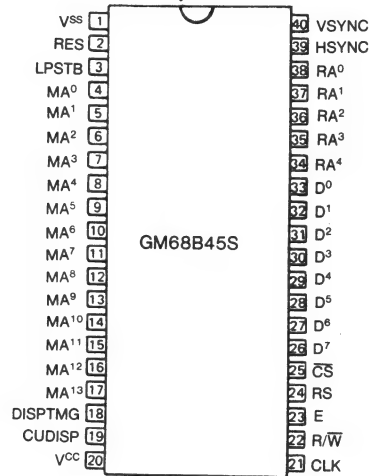 Vss 1
RES 2
LPSTB 3
MA0 4
MA1 5
MA2 6
MA3 7
MA4 8
MA5 9
MA6 10
MA7 11
MA8 12
MA9 13
MA10 14
MA11 15
MA12 16
MA13 17
DISPTMG 18
CUDISP 19
Vcc 20
GM68B45S
40 VSYNC
39 HSYNC
38 RA0
37 RA1
36 RA2
35 RA3
34 RA4
33 D0
32 D1
31 D2
30 D3
29 D4
28 D5
27 D6
26 D7
25 C̅S̅
24 RS
23 E
22 R/W̅
21 CLK